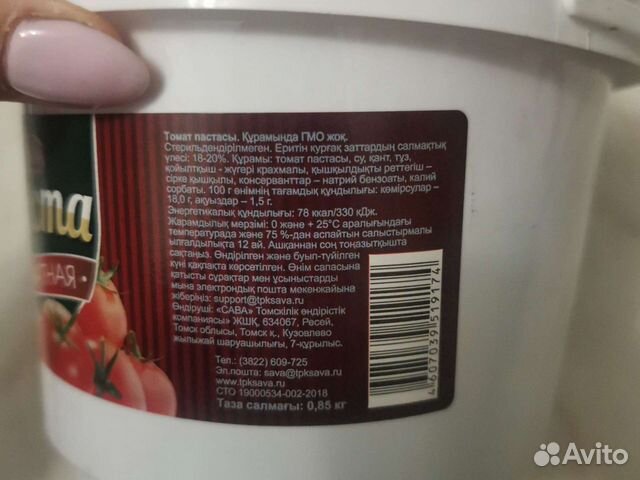 Томат пастасы. Құрамында ГМО жоқ.
Стерильдендірілмеген. Еритін құрғақ заттардың салмақтық
үлесі: 18-20%. Құрамы: томат пастасы, су, қант, тұз,
қойылтқыш - жүгері крахмалы, қышқылдықты реттегіш –
сірке қышқылы, консерванттар – натрий бензоаты, калий
сорбаты. 100 г өнімнің тағамдық құндылығы: көмірсулар –
18,0 г, ақуыздар – 1,5 г.
Энергетикалық құндылығы: 78 ккал/330 кДж.
Жарамдылық мерзімі: 0 және + 25°С аралығындағы
температурада және 75 %-дан аспайтын салыстырмалы
ылғалдылықта 12 ай. Ашқаннан соң тоңазытқышта
сақтаңыз. Өндірілген және буып-түйілген
күні қақпақта көрсетілген. Өнім сапасына
қатысты сұрақтар мен ұсыныстарды
мына электрондық пошта мекенжайына
жіберіңіз: support@tpksava.ru
Өндіруші: «САВА» Томскілік өндірістік
компаниясы» ЖШҚ, 634067, Ресей,
Томск облысы, Томск қ., Кузовлево
жылыжай шаруашылығы, 7-құрылыс.
Тел.: (3822) 609-725
Эл.пошта: sava@tpksava.ru
www.tpksava.ru
СТО 19000534-002-2018
Таза салмағы: 0,85 кг
4 607039 519174
Avito